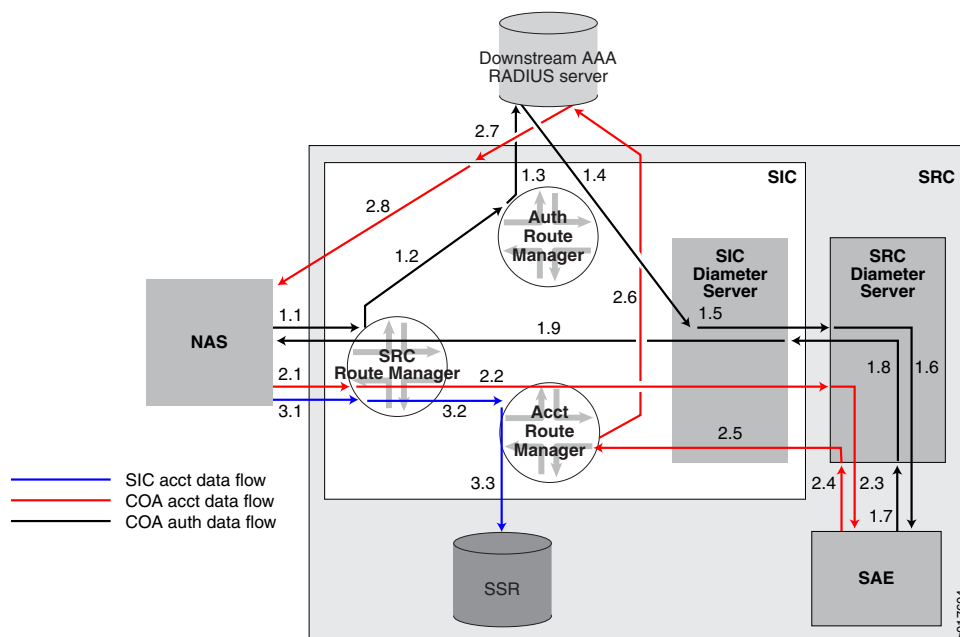 Downstream AAA
RADIUS server
2.7
1.3
1.4
SIC
SRC
2.8
Auth
Route
Manager
1.2
SIC
Diameter
Server
SRC
Diameter
Server
2.6
NAS
1.1
1.9
1.5
SRC
Route Manager
1.8
1.6
2.1
2.2
3.1
3.2
Acct
Route
Manager
2.5
3.3
2.4
2.3
1.7
SIC acct data flow
COA acct data flow
COA auth data flow
SSR
SAE